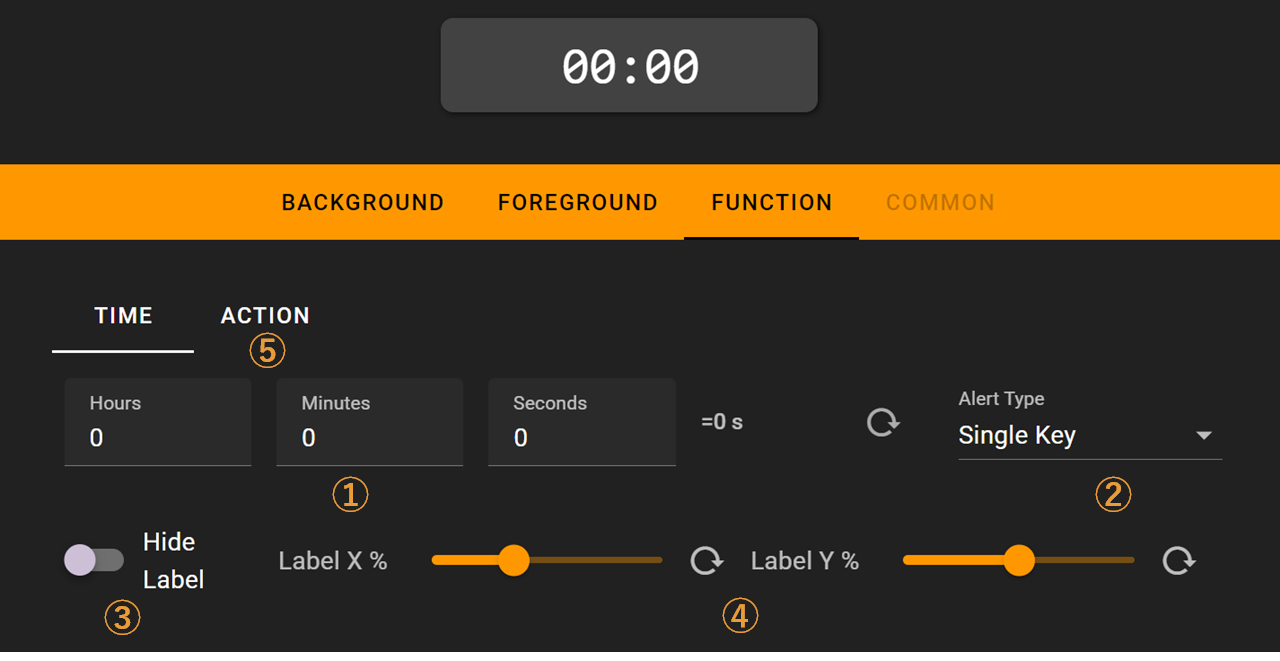 00:00
BACKGROUND FOREGROUND FUNCTION COMMON
TIME ACTION
⑤
Hours Minutes Seconds Alert Type
0 0 0 =0 s Single Key
① ②
Hide Label Label X % Label Y %
③ ④